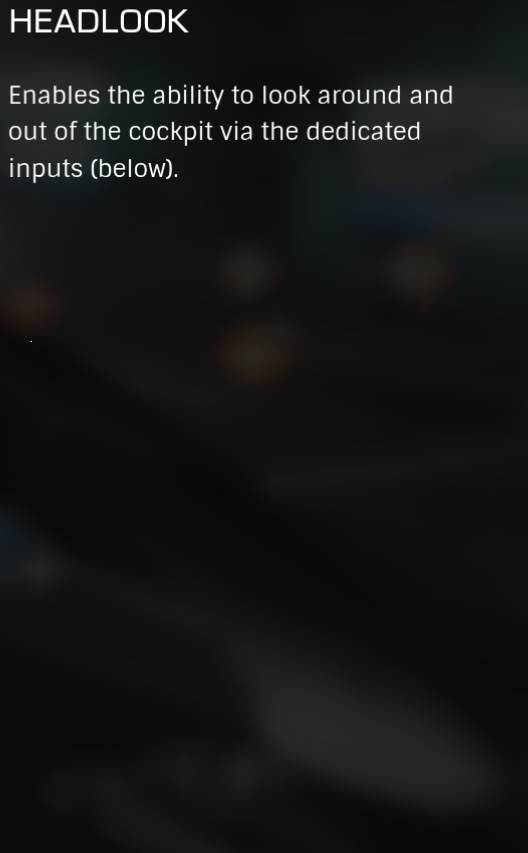 HEADLOOK
Enables the ability to look around and
out of the cockpit via the dedicated
inputs (below).